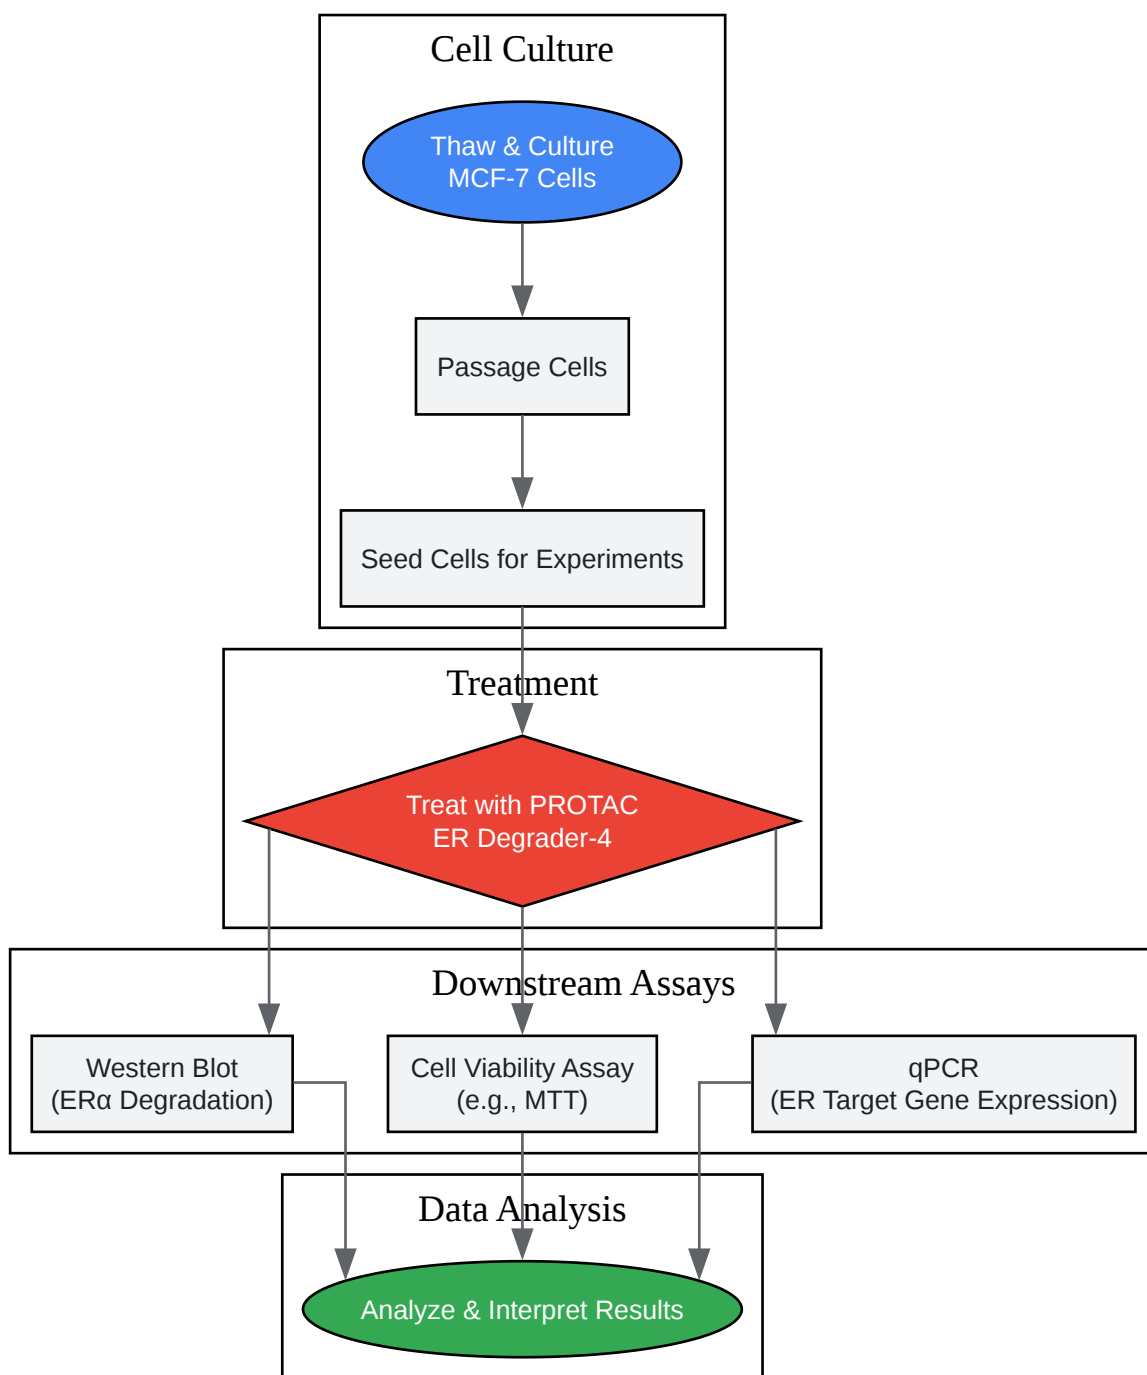 Cell Culture
Thaw & Culture
MCF-7 Cells
Passage Cells
Seed Cells for Experiments
Treatment
Treat with PROTAC
ER Degrader-4
Downstream Assays
Western Blot
(ERα Degradation)
Cell Viability Assay
(e.g., MTT)
qPCR
(ER Target Gene Expression)
Data Analysis
Analyze & Interpret Results